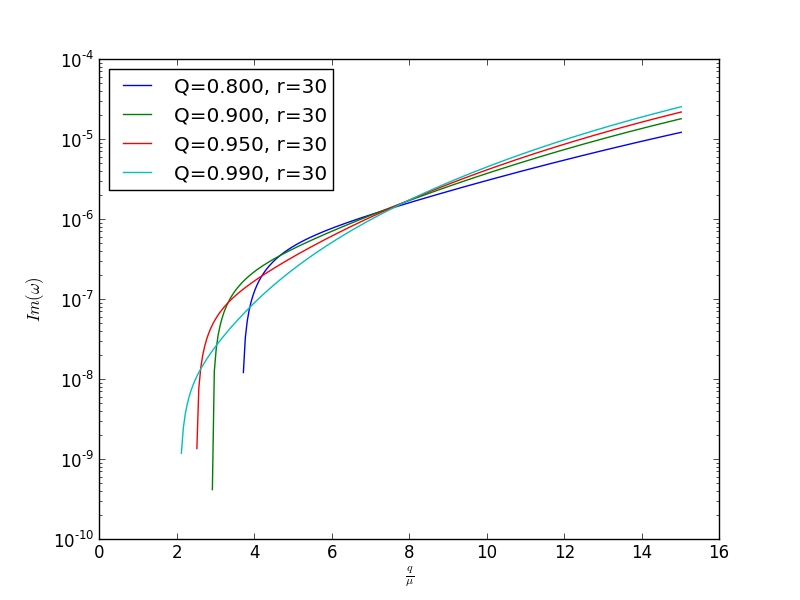 10^-4
10^-5
10^-6
10^-7
10^-8
10^-9
10^-10
Im(ω)
Q=0.800, r=30
Q=0.900, r=30
Q=0.950, r=30
Q=0.990, r=30
0 2 4 6 8 10 12 14 16
q
μ